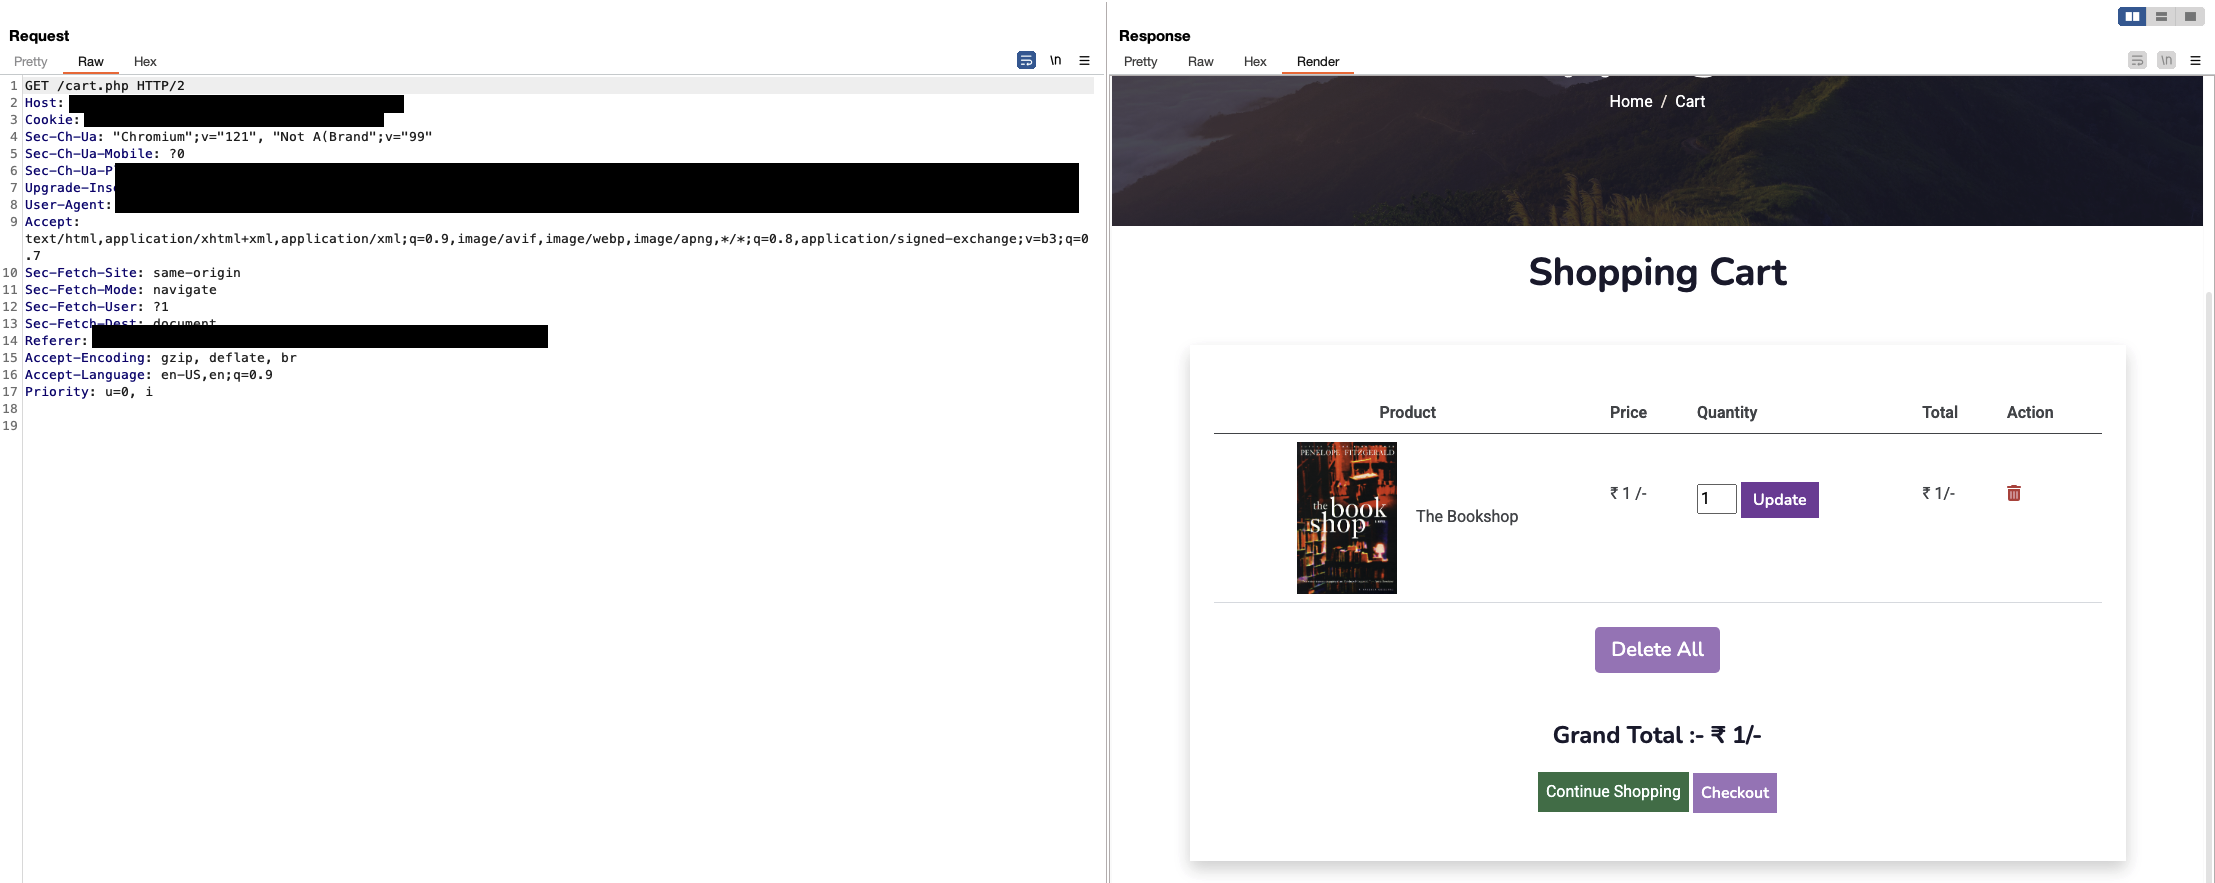 Request
Pretty Raw Hex
\n
1 GET /cart.php HTTP/2
2 Host:
3 Cookie:
4 Sec-Ch-Ua: "Chromium";v="121", "Not A(Brand";v="99"
5 Sec-Ch-Ua-Mobile: ?0
6 Sec-Ch-Ua-P
7 Upgrade-Ins
8 User-Agent:
9 Accept:
text/html,application/xhtml+xml,application/xml;q=0.9,image/avif,image/webp,image/apng,*/*;q=0.8,application/signed-exchange;v=b3;q=0
.7
10 Sec-Fetch-Site: same-origin
11 Sec-Fetch-Mode: navigate
12 Sec-Fetch-User: ?1
13 Sec-Fetch-Dest: document
14 Referer:
15 Accept-Encoding: gzip, deflate, br
16 Accept-Language: en-US,en;q=0.9
17 Priority: u=0, i
18
19
Response
Pretty Raw Hex Render
\n
Home / Cart
Shopping Cart
Product Price Quantity Total Action
PENELOPE FITZGERALD
the book
shop
The Bookshop
₹ 1 /-
1 Update
₹ 1/-
Delete All
Grand Total :- ₹ 1/-
Continue Shopping Checkout